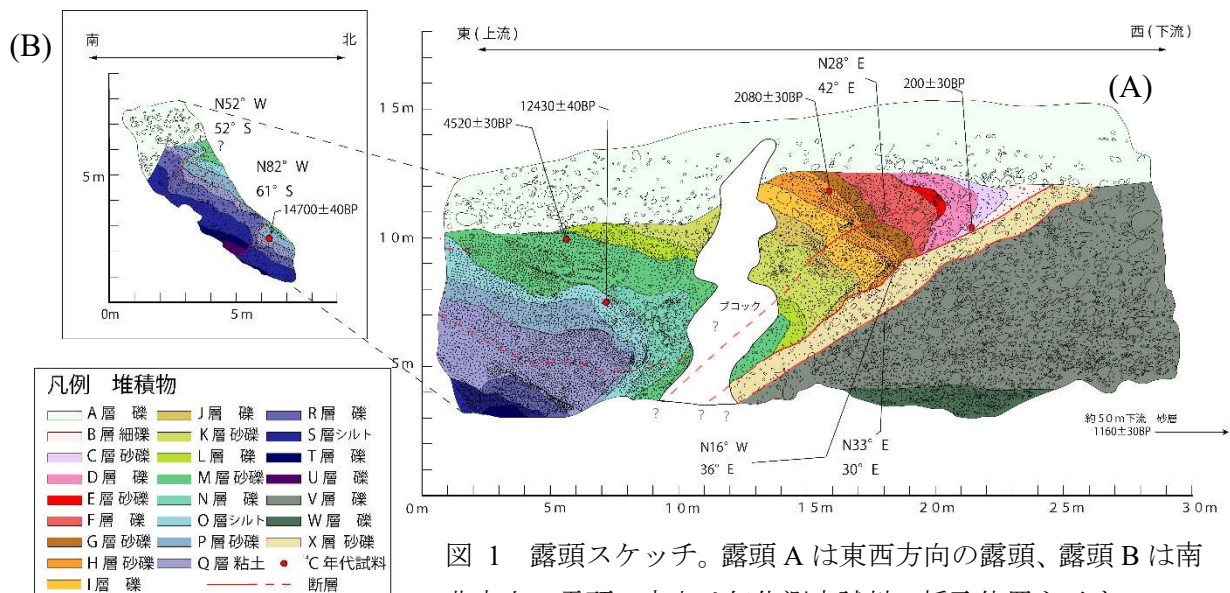 (B)
南 北
N52° W
52° S
?
N82° W
61° S
14700±40BP
5m
0m 5m
東(上流) 西(下流)
(A)
N28° E
42° E
12430±40BP
2080±30BP
200±30BP
4520±30BP
15m
10m
ブロック
?
5m
? ? ?
N16° W
36° E
N33° E
30° E
約50m下流 砂層
1160±30BP
0m 5m 10m 15m 20m 25m 30m
凡例 堆積物
A層 礫 J層 礫 R層 礫
B層 細礫 K層 砂礫 S層 シルト
C層 砂礫 L層 礫 T層 礫
D層 礫 M層 砂礫 U層 礫
E層 砂礫 N層 礫 V層 礫
F層 礫 O層 シルト W層 礫
G層 砂礫 P層 砂礫 X層 砂礫
H層 砂礫 Q層 粘土 ¹⁴C年代試料
I層 礫 断層
図 1 露頭スケッチ。露頭 A は東西方向の露頭、露頭 B は南